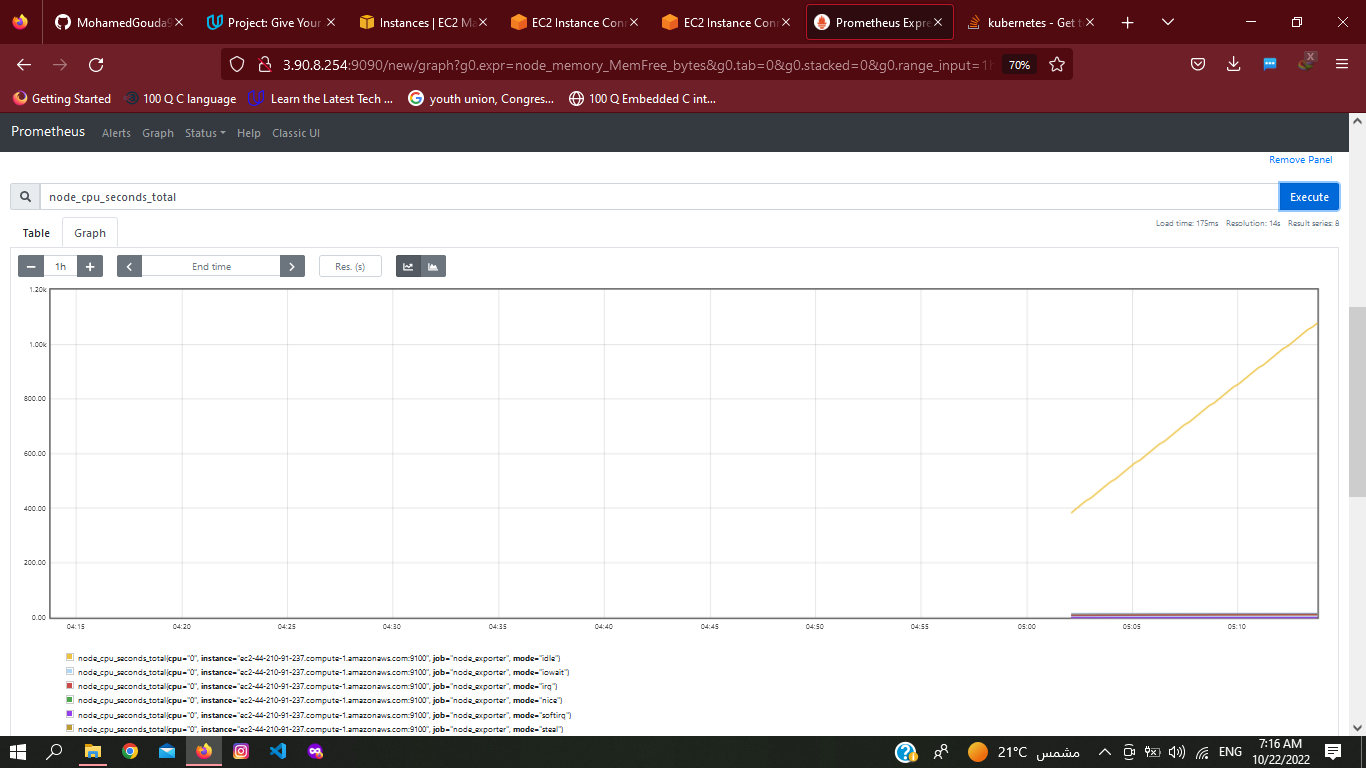 MohamedGouda9
Project: Give Your
Instances | EC2 Ma
EC2 Instance Conn
EC2 Instance Conn
Prometheus Expre
kubernetes - Get t
3.90.8.254:9090/new/graph?g0.expr=node_memory_MemFree_bytes&g0.tab=0&g0.stacked=0&g0.range_input=1h
70%
Getting Started
100 Q C language
Learn the Latest Tech ...
youth union, Congres...
100 Q Embedded C int...
Prometheus Alerts Graph Status Help Classic UI
Remove Panel
node_cpu_seconds_total
Execute
Load time: 175ms Resolution: 14s Result series: 8
Table Graph
1h
End time
Res. (s)
1.20k
1.00k
800.00
600.00
400.00
200.00
0.00
04:15 04:20 04:25 04:30 04:35 04:40 04:45 04:50 04:55 05:00 05:05 05:10
node_cpu_seconds_total{cpu="0", instance="ec2-44-210-91-237.compute-1.amazonaws.com:9100", job="node_exporter", mode="idle"}
node_cpu_seconds_total{cpu="0", instance="ec2-44-210-91-237.compute-1.amazonaws.com:9100", job="node_exporter", mode="iowait"}
node_cpu_seconds_total{cpu="0", instance="ec2-44-210-91-237.compute-1.amazonaws.com:9100", job="node_exporter", mode="irq"}
node_cpu_seconds_total{cpu="0", instance="ec2-44-210-91-237.compute-1.amazonaws.com:9100", job="node_exporter", mode="nice"}
node_cpu_seconds_total{cpu="0", instance="ec2-44-210-91-237.compute-1.amazonaws.com:9100", job="node_exporter", mode="softirq"}
node_cpu_seconds_total{cpu="0", instance="ec2-44-210-91-237.compute-1.amazonaws.com:9100", job="node_exporter", mode="steal"}
21°C مشمس
ENG
7:16 AM
10/22/2022